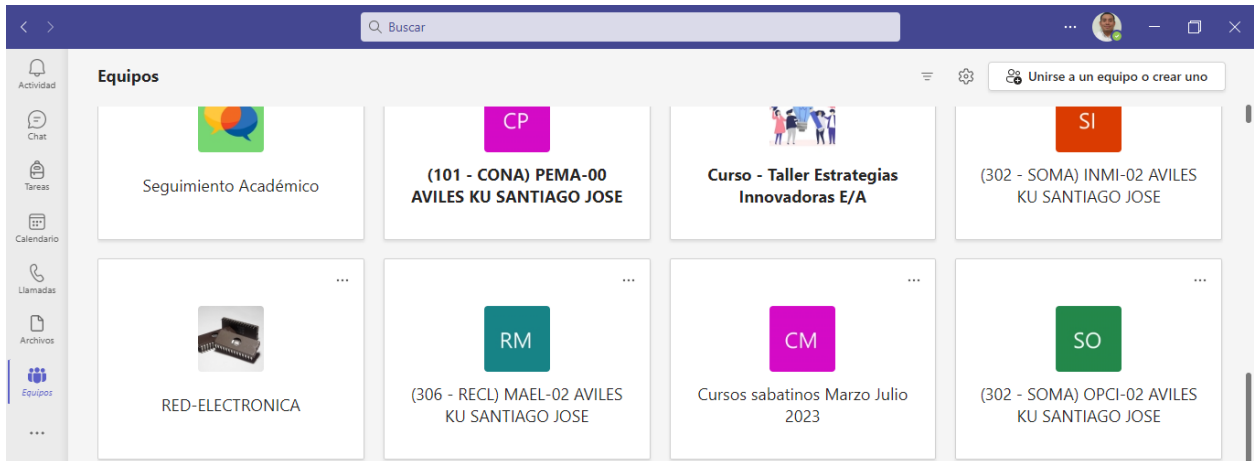 Buscar
Actividad
Chat
Tareas
Calendario
Llamadas
Archivos
Equipos
Equipos
Unirse a un equipo o crear uno
Seguimiento Académico
CP
(101 - CONA) PEMA-00
AVILES KU SANTIAGO JOSE
Curso - Taller Estrategias
Innovadoras E/A
SI
(302 - SOMA) INMI-02 AVILES
KU SANTIAGO JOSE
RED-ELECTRONICA
RM
(306 - RECL) MAEL-02 AVILES
KU SANTIAGO JOSE
CM
Cursos sabatinos Marzo Julio
2023
SO
(302 - SOMA) OPCI-02 AVILES
KU SANTIAGO JOSE